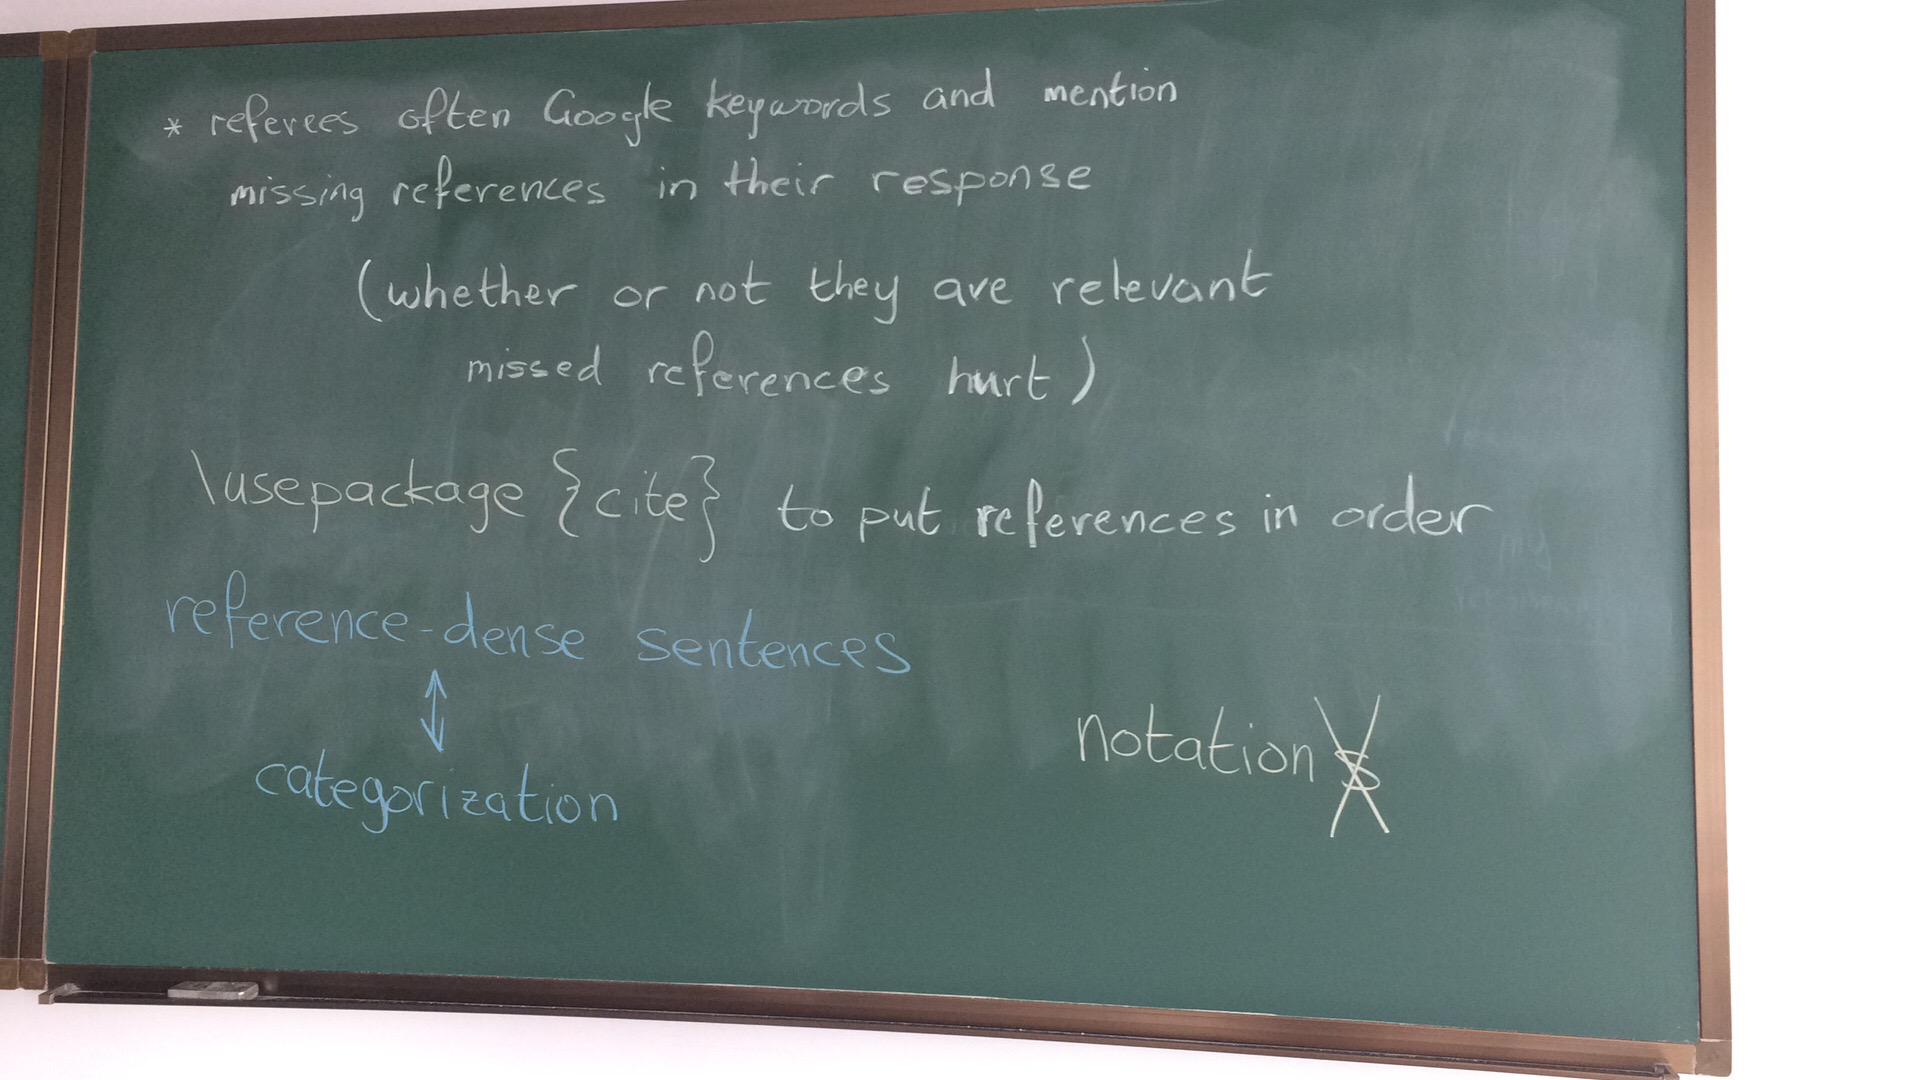 * referees often Google keywords and mention
missing references in their response
(whether or not they are relevant
missed references hurt)
\usepackage {cite} to put references in order
reference-dense sentences
↕
categorization
notations